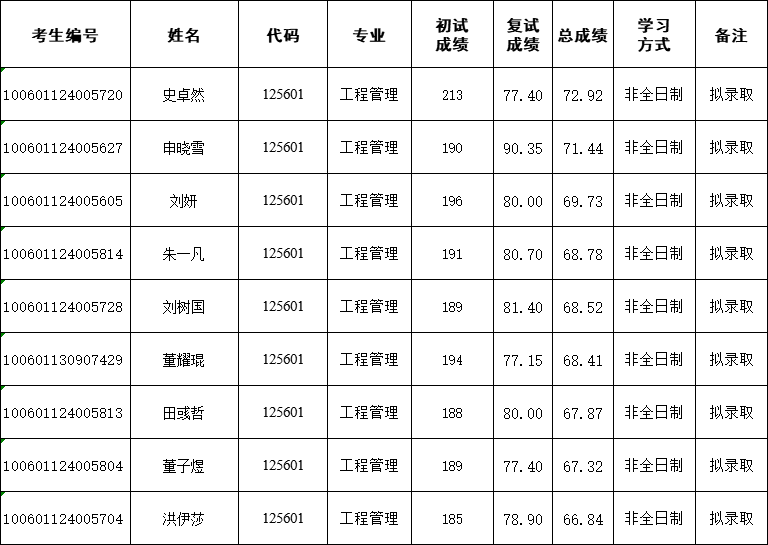 考生编号 姓名 代码 专业 初试成绩 复试成绩 总成绩 学习方式 备注
100601124005720 史卓然 125601 工程管理 213 77.40 72.92 非全日制 拟录取
100601124005627 申晓雪 125601 工程管理 190 90.35 71.44 非全日制 拟录取
100601124005605 刘妍 125601 工程管理 196 80.00 69.73 非全日制 拟录取
100601124005814 朱一凡 125601 工程管理 191 80.70 68.78 非全日制 拟录取
100601124005728 刘树国 125601 工程管理 189 81.40 68.52 非全日制 拟录取
100601130907429 董耀琨 125601 工程管理 194 77.15 68.41 非全日制 拟录取
100601124005813 田彧哲 125601 工程管理 188 80.00 67.87 非全日制 拟录取
100601124005804 董子煜 125601 工程管理 189 77.40 67.32 非全日制 拟录取
100601124005704 洪伊莎 125601 工程管理 185 78.90 66.84 非全日制 拟录取